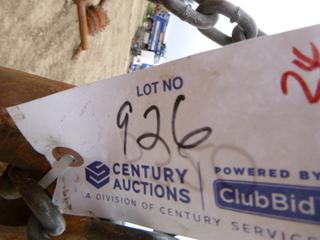 LOT NO
926
CENTURY
AUCTIONS
A DIVISION OF CENTURY SERVICE
POWERED BY
ClubBid